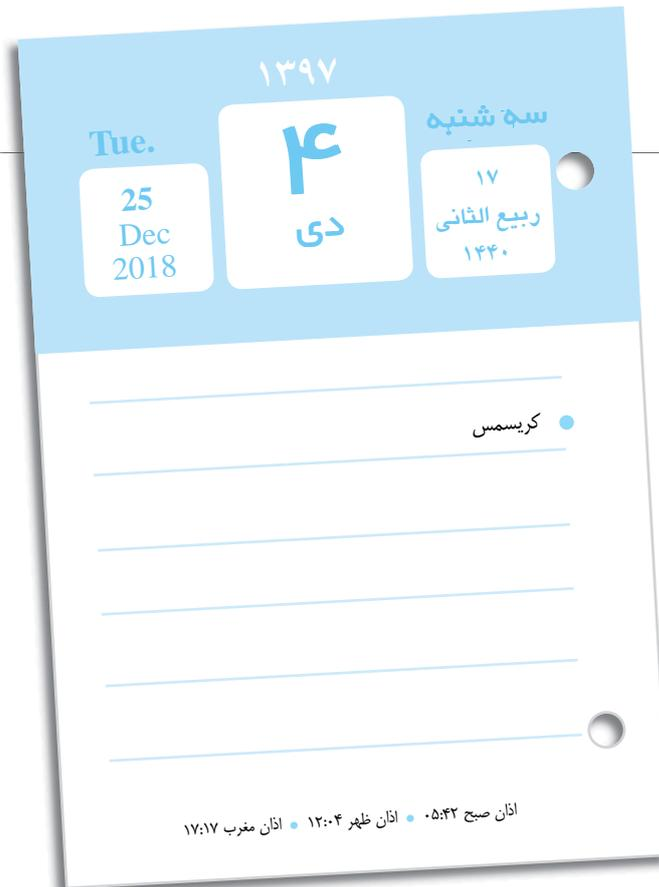 ۱۳۹۷
سه شنبه
۱۷
ربیع الثانی
۱۴۴۰
۴
دی
Tue.
25
Dec
2018
کریسمس
اذان صبح ۰۵:۴۲ • اذان ظهر ۱۲:۰۴ • اذان مغرب ۱۷:۱۷